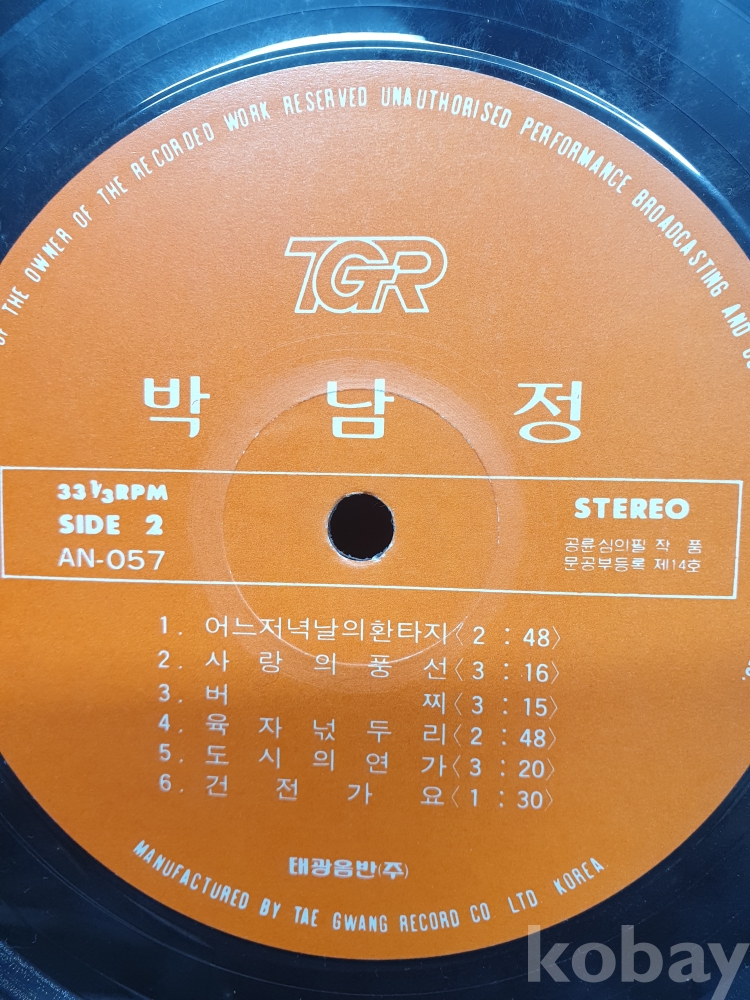 OF THE OWNER OF THE RECORDED WORK RESERVED UNAUTHORISED PERFORMANCE BROADCASTING AND
TGR
박 남 정
33 1/3 RPM
SIDE 2
AN-057
STEREO
공륜심의필 작 품
문공부등록 제14호
1. 어느저녁날의환타지〈2 : 48〉
2. 사 랑 의 풍 선〈3 : 16〉
3. 버 찌〈3 : 15〉
4. 육 자 넋 두 리〈2 : 48〉
5. 도 시 의 연 가〈3 : 20〉
6. 건 전 가 요〈1 : 30〉
태광음반(주)
MANUFACTURED BY TAE GWANG RECORD CO LTD. KOREA
kobay